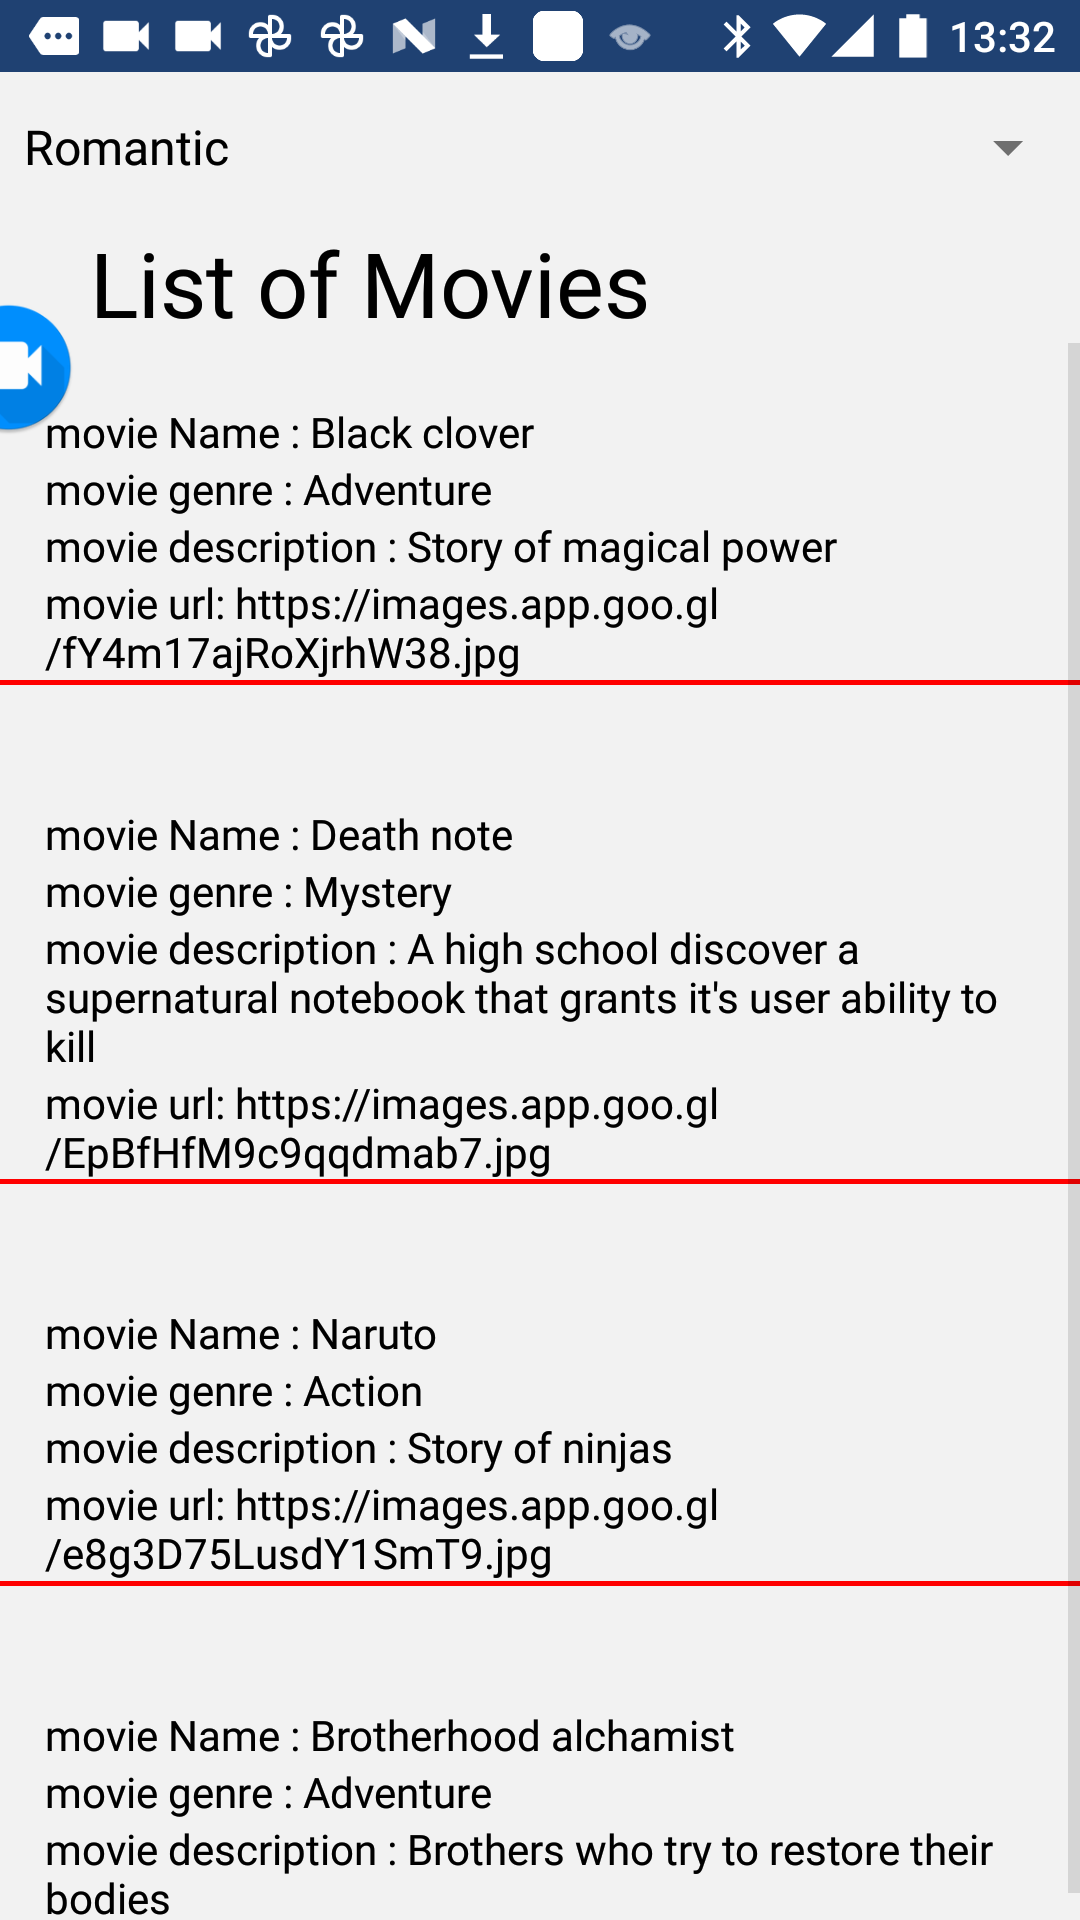 13:32
Romantic
List of Movies
movie Name : Black clover
movie genre : Adventure
movie description : Story of magical power
movie url: https://images.app.goo.gl
/fY4m17ajRoXjrhW38.jpg
movie Name : Death note
movie genre : Mystery
movie description : A high school discover a
supernatural notebook that grants it's user ability to
kill
movie url: https://images.app.goo.gl
/EpBfHfM9c9qqdmab7.jpg
movie Name : Naruto
movie genre : Action
movie description : Story of ninjas
movie url: https://images.app.goo.gl
/e8g3D75LusdY1SmT9.jpg
movie Name : Brotherhood alchamist
movie genre : Adventure
movie description : Brothers who try to restore their
bodies